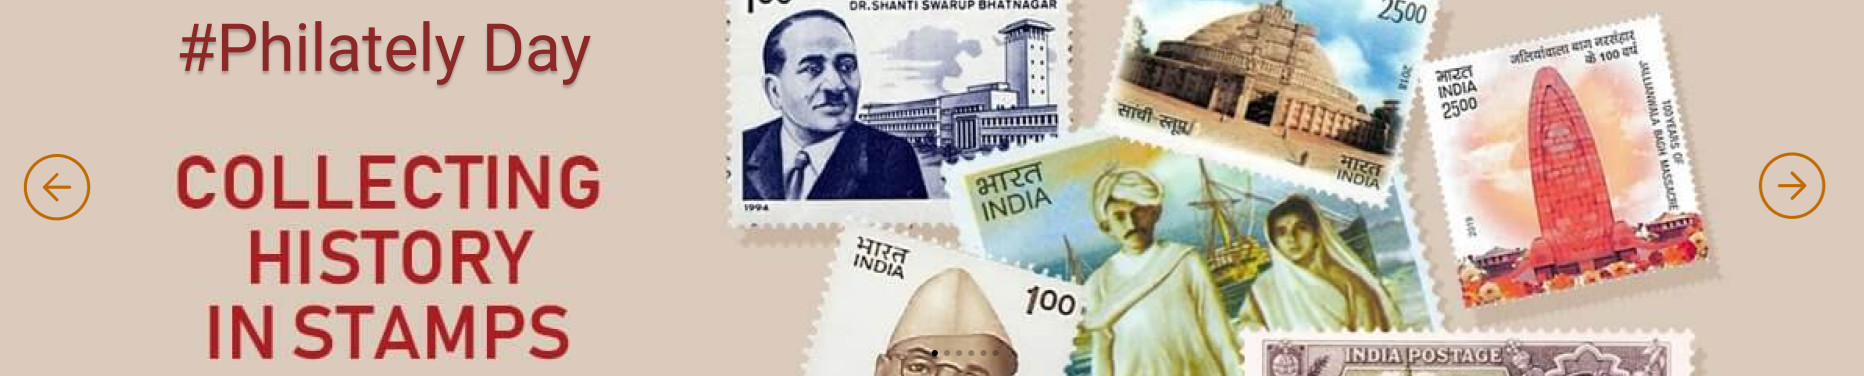 #Philately Day
COLLECTING
HISTORY
IN STAMPS
DR.SHANTI SWARUP BHATNAGAR
1994
2500
2018
सांची-स्तूप
भारत
INDIA
जलियांवाला बाग नरसंहार
के 100 वर्ष
भारत
INDIA
2500
100 YEARS OF
JALLIANWALA BAGH MASSACRE
2019
भारत
INDIA
भारत
INDIA
100
INDIA POSTAGE